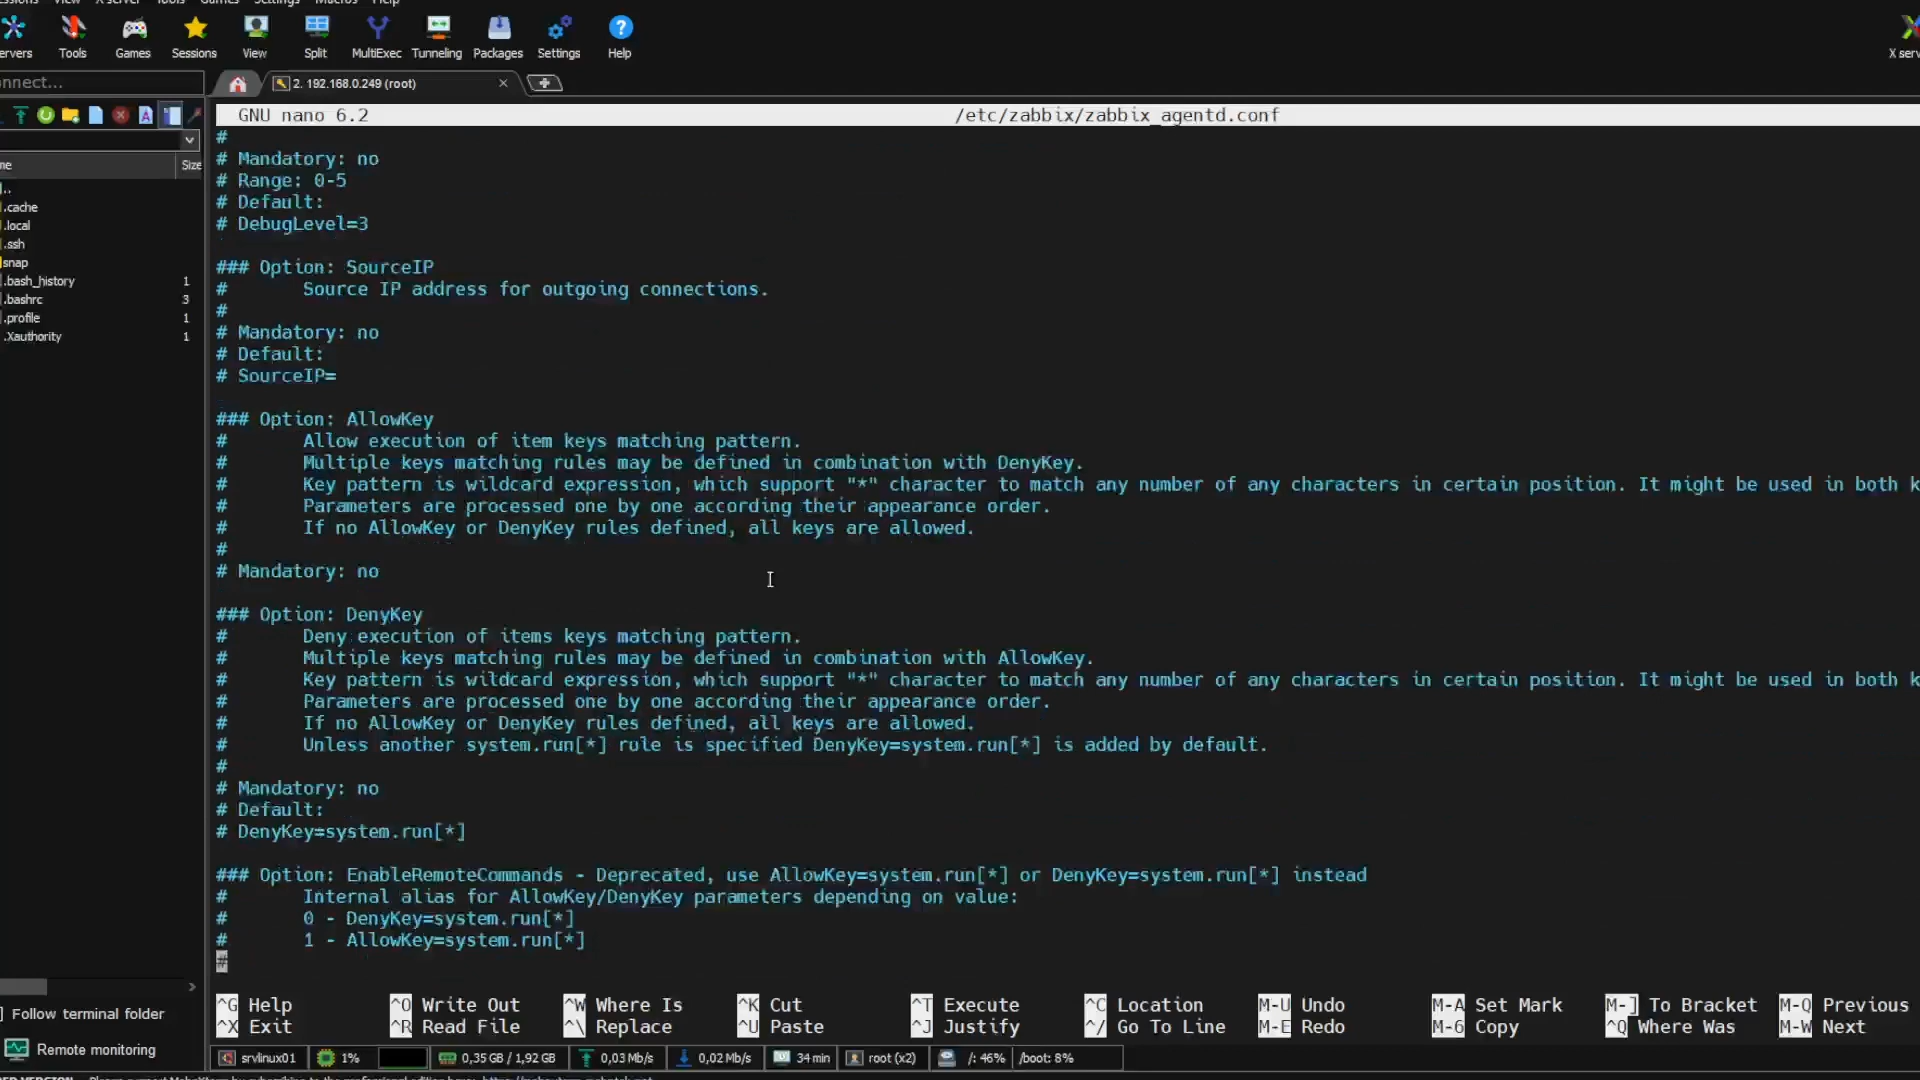 View X server Tools Games Settings Macros Help
Tools Games Sessions View Split MultiExec Tunneling Packages Settings Help
2. 192.168.0.249 (root)
GNU nano 6.2 /etc/zabbix/zabbix_agentd.conf
Size
..
.cache
.local
.ssh
snap
.bash_history 1
.bashrc 3
.profile 1
.Xauthority 1
#
# Mandatory: no
# Range: 0-5
# Default:
# DebugLevel=3
### Option: SourceIP
# Source IP address for outgoing connections.
#
# Mandatory: no
# Default:
# SourceIP=
### Option: AllowKey
# Allow execution of item keys matching pattern.
# Multiple keys matching rules may be defined in combination with DenyKey.
# Key pattern is wildcard expression, which support "*" character to match any number of any characters in certain position. It might be used in both k
# Parameters are processed one by one according their appearance order.
# If no AllowKey or DenyKey rules defined, all keys are allowed.
#
# Mandatory: no
### Option: DenyKey
# Deny execution of items keys matching pattern.
# Multiple keys matching rules may be defined in combination with AllowKey.
# Key pattern is wildcard expression, which support "*" character to match any number of any characters in certain position. It might be used in both k
# Parameters are processed one by one according their appearance order.
# If no AllowKey or DenyKey rules defined, all keys are allowed.
# Unless another system.run[*] rule is specified DenyKey=system.run[*] is added by default.
#
# Mandatory: no
# Default:
# DenyKey=system.run[*]
### Option: EnableRemoteCommands - Deprecated, use AllowKey=system.run[*] or DenyKey=system.run[*] instead
# Internal alias for AllowKey/DenyKey parameters depending on value:
# 0 - DenyKey=system.run[*]
# 1 - AllowKey=system.run[*]
#
^G Help ^O Write Out ^W Where Is ^K Cut ^T Execute ^C Location M-U Undo M-A Set Mark M-] To Bracket M-Q Previous
^X Exit ^R Read File ^\ Replace ^U Paste ^J Justify ^/ Go To Line M-E Redo M-6 Copy ^Q Where Was M-W Next
Follow terminal folder
Remote monitoring
srvlinux01 1% 0,35 GB / 1,92 GB 0,03 Mb/s 0,02 Mb/s 34 min root (x2) /: 46% /boot: 8%